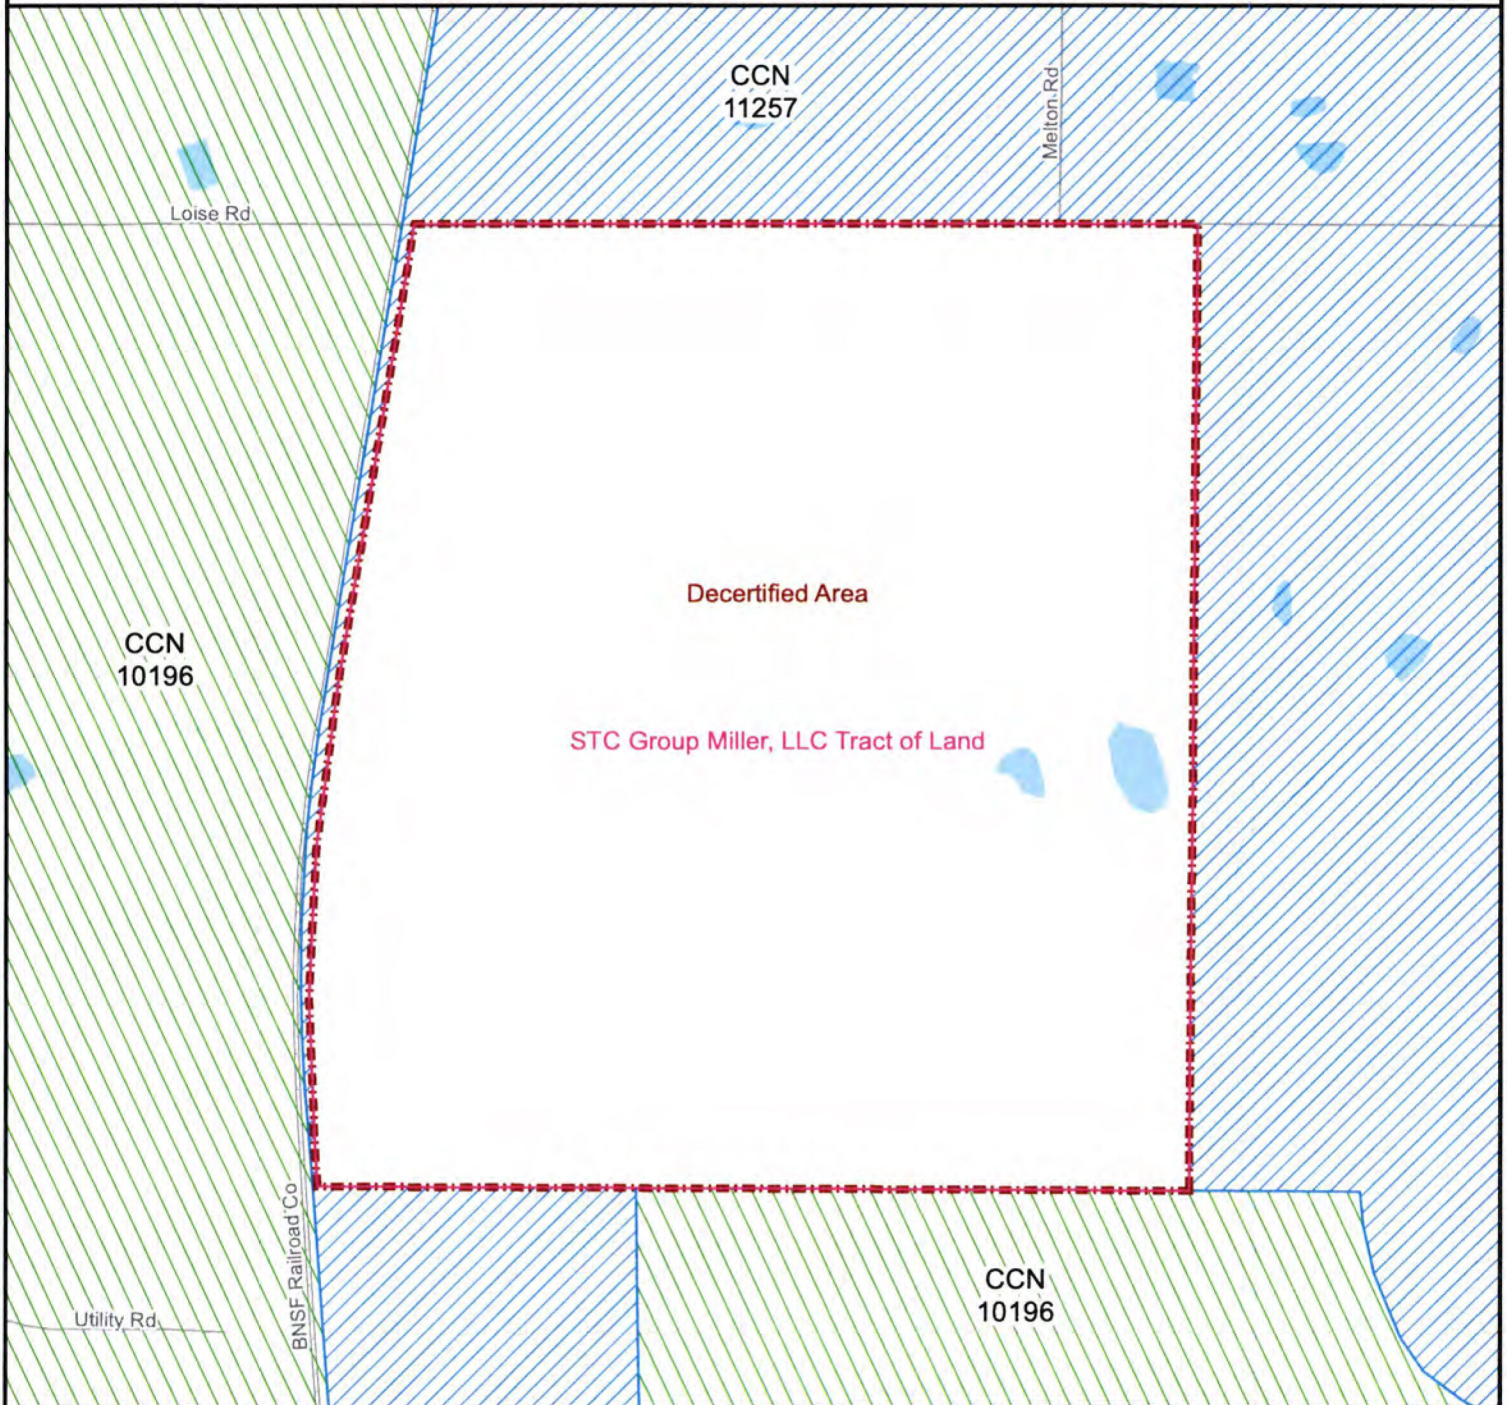 CCN
11257
Melton Rd
Loise Rd
Decertified Area
CCN
10196
STC Group Miller, LLC Tract of Land
BNSF Railroad Co
CCN
10196
Utility Rd